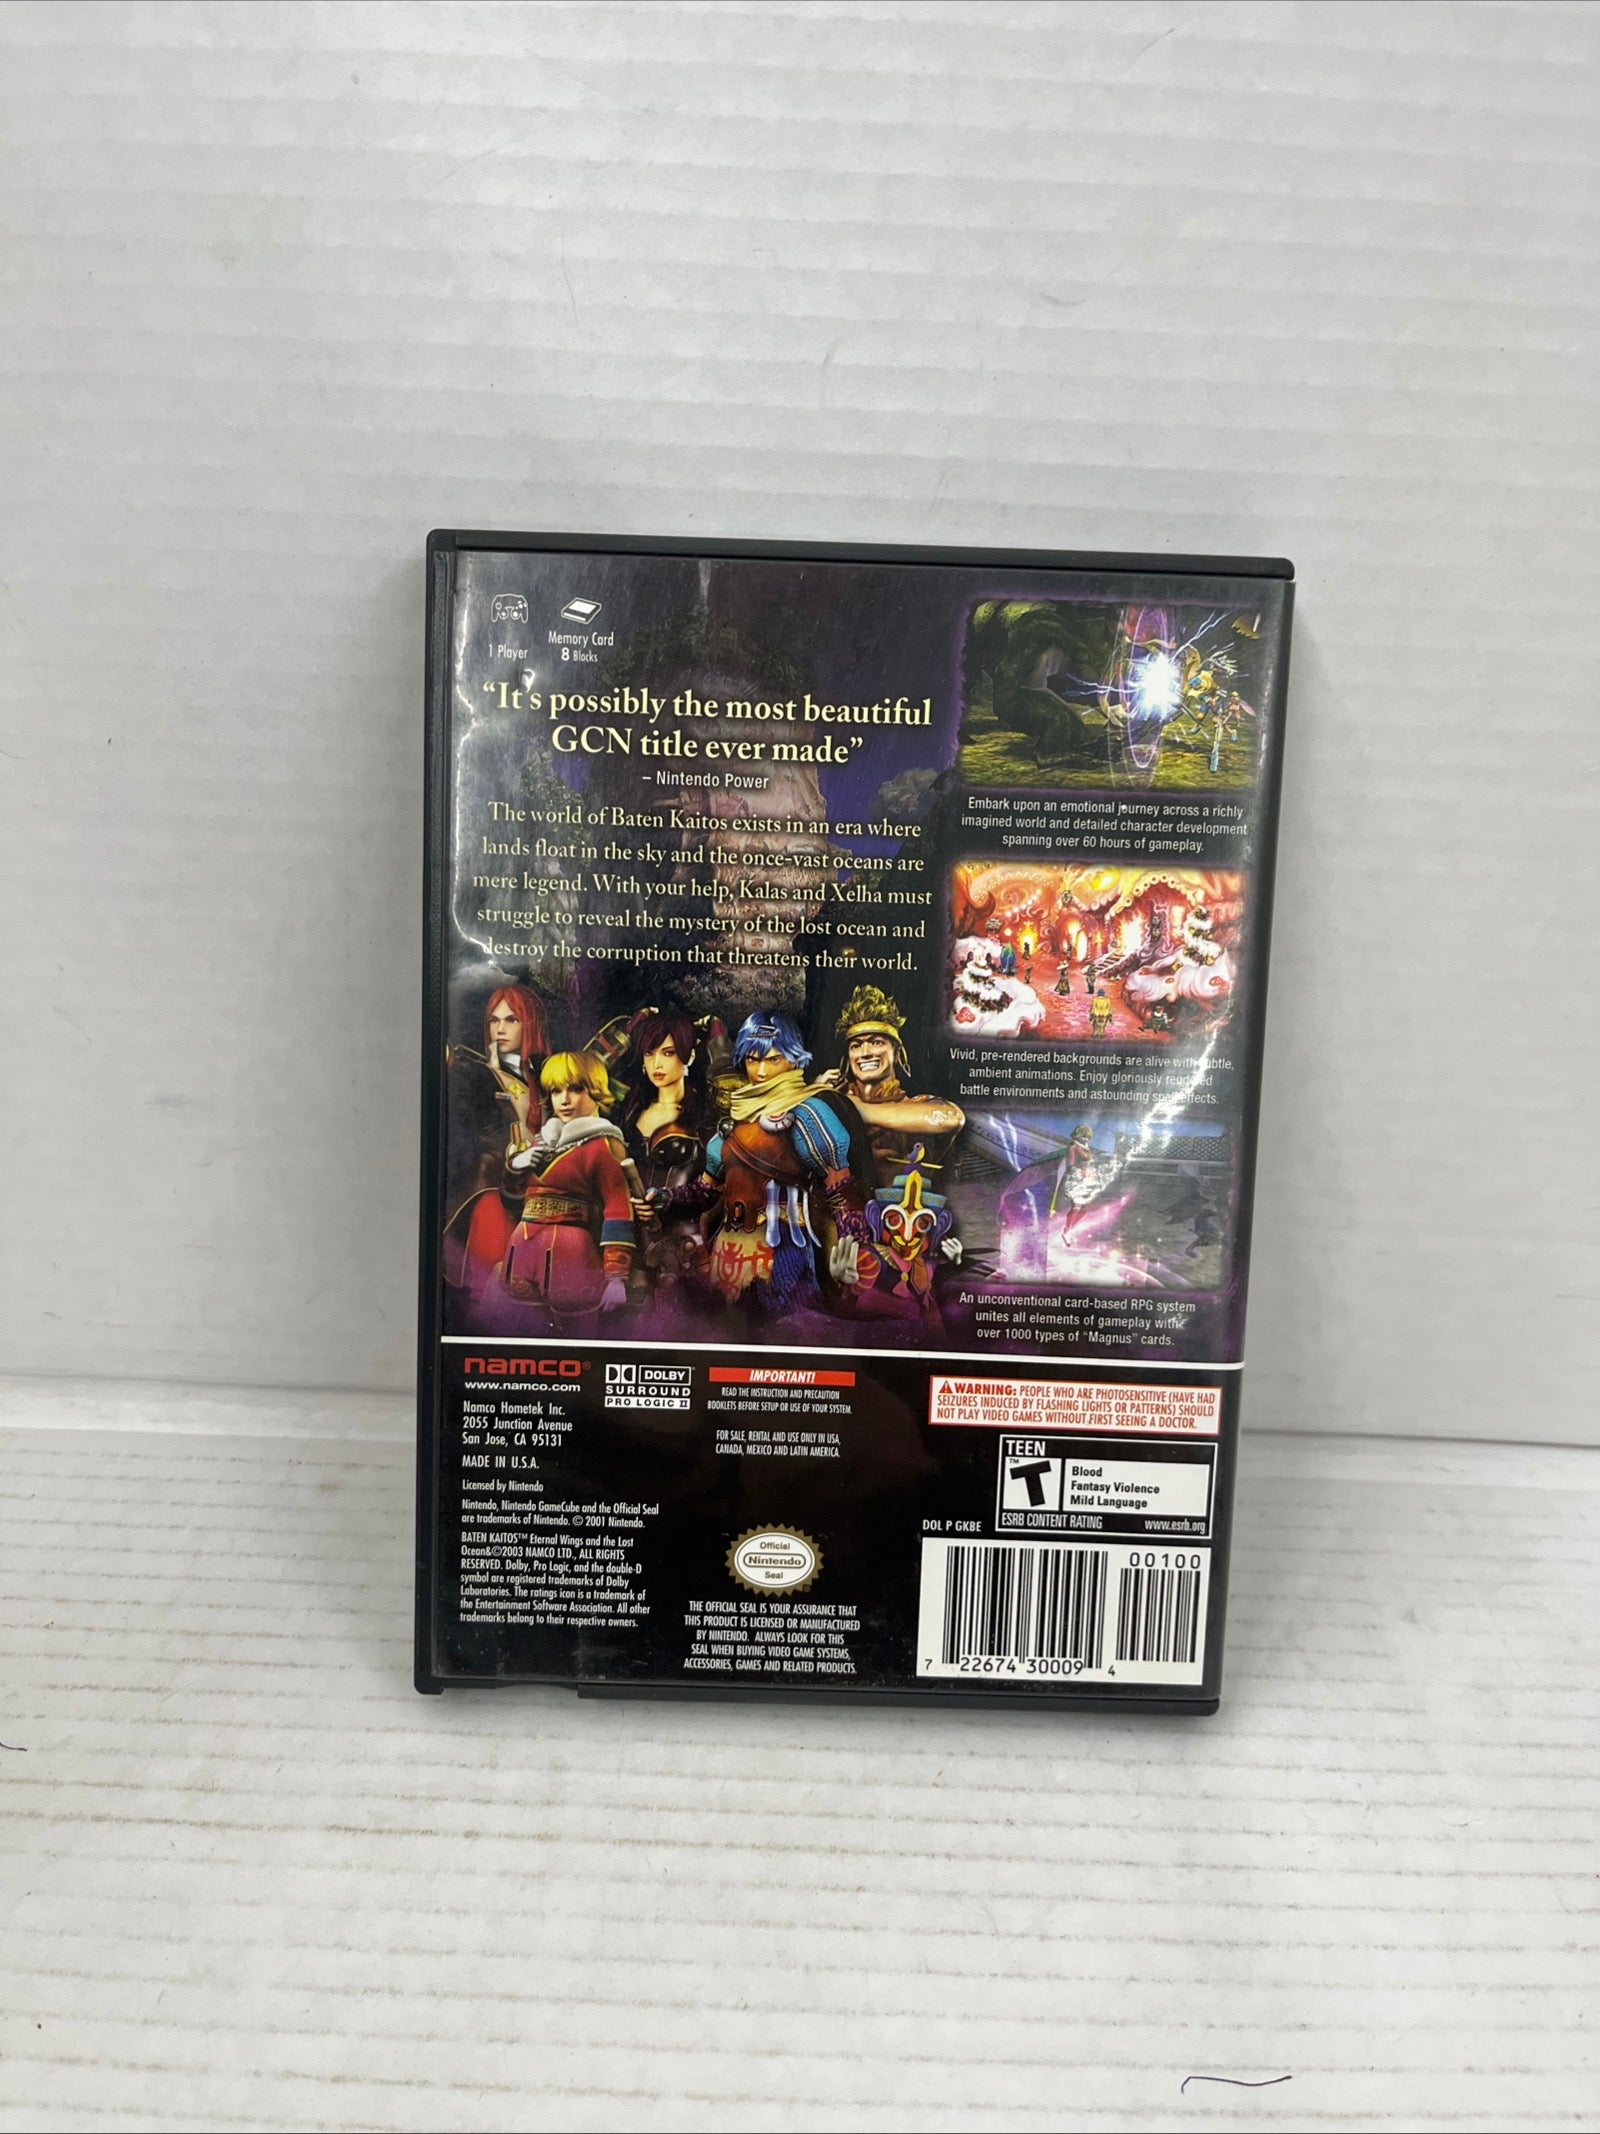 1 Player
Memory Card
8 Blocks
“It's possibly the most beautiful
GCN title ever made”
– Nintendo Power
The world of Baten Kaitos exists in an era where
lands float in the sky and the once-vast oceans are
mere legend. With your help, Kalas and Xelha must
struggle to reveal the mystery of the lost ocean and
destroy the corruption that threatens their world.
Embark upon an emotional journey across a richly
imagined world and detailed character development
spanning over 60 hours of gameplay.
Vivid, pre-rendered backgrounds are alive with subtle,
ambient animations. Enjoy gloriously rendered
battle environments and astounding spell effects.
An unconventional card-based RPG system
unites all elements of gameplay with
over 1000 types of “Magnus” cards.
namco®
www.namco.com
Namco Hometek Inc.
2055 Junction Avenue
San Jose, CA 95131
MADE IN U.S.A.
Licensed by Nintendo
Nintendo, Nintendo GameCube and the Official Seal
are trademarks of Nintendo. © 2001 Nintendo.
BATEN KAITOS™ Eternal Wings and the Lost
Ocean&©2003 NAMCO LTD., ALL RIGHTS
RESERVED. Dolby, Pro Logic, and the double-D
symbol are registered trademarks of Dolby
Laboratories. The ratings icon is a trademark of
the Entertainment Software Association. All other
trademarks belong to their respective owners.
DOLBY
SURROUND
PRO LOGIC II
IMPORTANT!
READ THE INSTRUCTION AND PRECAUTION
BOOKLETS BEFORE SETUP OR USE OF YOUR SYSTEM.
FOR SALE, RENTAL AND USE ONLY IN USA,
CANADA, MEXICO AND LATIN AMERICA.
Official
Nintendo
Seal
THE OFFICIAL SEAL IS YOUR ASSURANCE THAT
THIS PRODUCT IS LICENSED OR MANUFACTURED
BY NINTENDO. ALWAYS LOOK FOR THIS
SEAL WHEN BUYING VIDEO GAME SYSTEMS,
ACCESSORIES, GAMES AND RELATED PRODUCTS.
WARNING: PEOPLE WHO ARE PHOTOSENSITIVE (HAVE HAD
SEIZURES INDUCED BY FLASHING LIGHTS OR PATTERNS) SHOULD
NOT PLAY VIDEO GAMES WITHOUT FIRST SEEING A DOCTOR.
TEEN
T™
Blood
Fantasy Violence
Mild Language
ESRB CONTENT RATING www.esrb.org
DOL P GKBE
00100
7 22674 30009 4